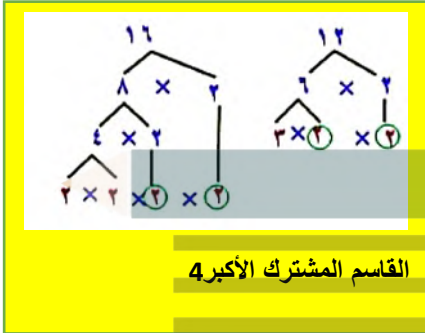 ١٦ ١٢
٨ × ٢ ٦ × ٢
٤ × ٢ ٣ × ٢ × ٢
٢ × ٢ × ٢ × ٢
القاسم المشترك الأكبر4